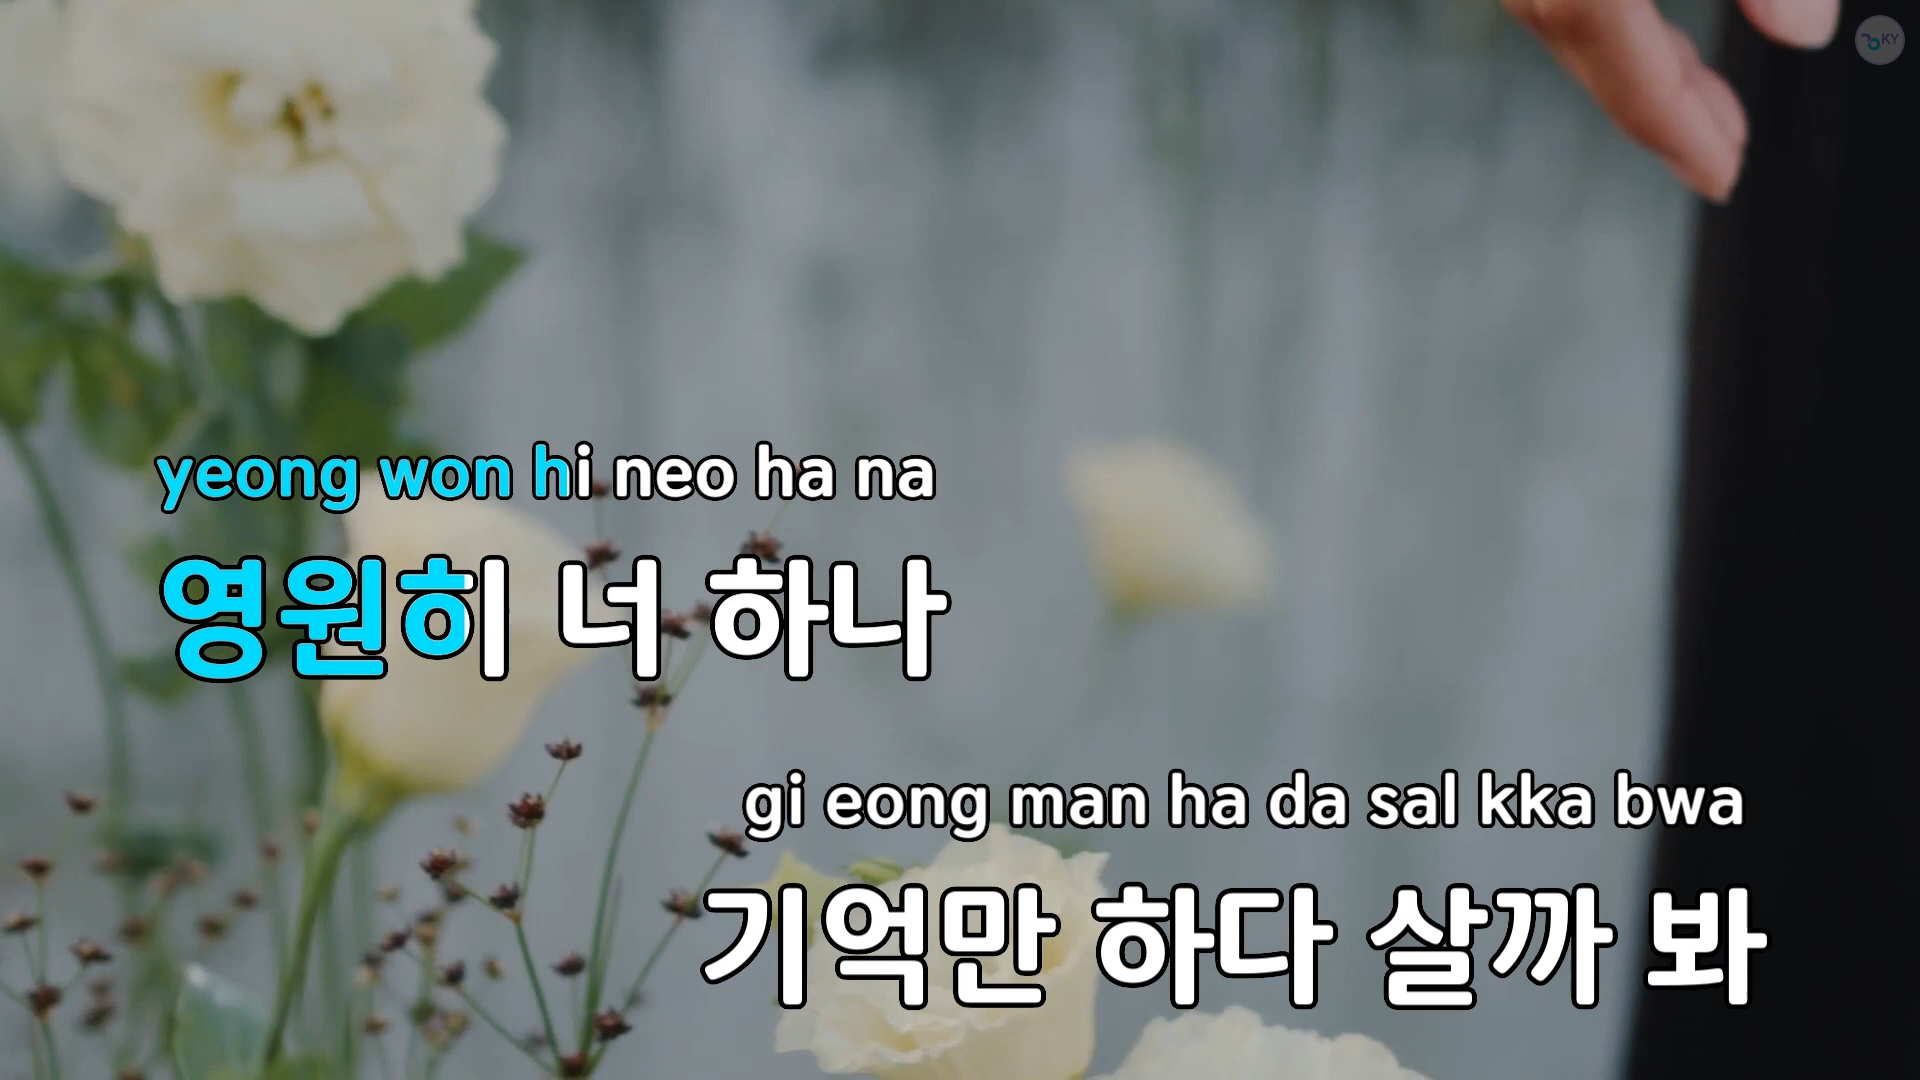 KY
yeong won hi neo ha na
영원히 너 하나
gi eong man ha da sal kka bwa
기억만 하다 살까 봐